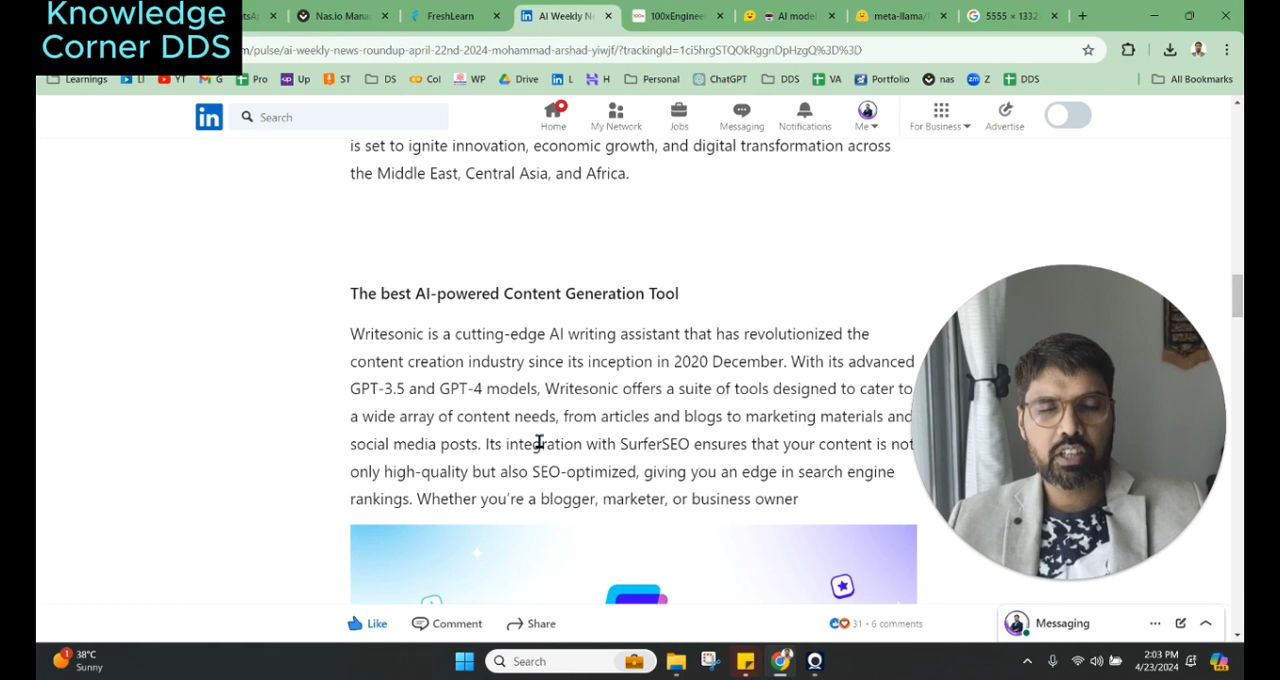 Knowledge
Corner DDS
Nas.io Mana
FreshLearn
AI Weekly Ne
100xEnginee
AI model
meta-llama/
5555 × 1332
m/pulse/ai-weekly-news-roundup-april-22nd-2024-mohammad-arshad-yiwjf/?trackingId=1ci5hrgSTQOkRggnDpHzgQ%3D%3D
Learnings LI YT G Pro Up ST DS Col WP Drive L H Personal ChatGPT DDS VA Portfolio nas Z DDS All Bookmarks
in Search
Home My Network Jobs Messaging Notifications Me For Business Advertise
is set to ignite innovation, economic growth, and digital transformation across
the Middle East, Central Asia, and Africa.
The best AI-powered Content Generation Tool
Writesonic is a cutting-edge AI writing assistant that has revolutionized the
content creation industry since its inception in 2020 December. With its advanced
GPT-3.5 and GPT-4 models, Writesonic offers a suite of tools designed to cater to
a wide array of content needs, from articles and blogs to marketing materials and
social media posts. Its integration with SurferSEO ensures that your content is not
only high-quality but also SEO-optimized, giving you an edge in search engine
rankings. Whether you're a blogger, marketer, or business owner
Like Comment Share 31 • 6 comments
Messaging
1 38°C
Sunny
Search
2:03 PM
4/23/2024